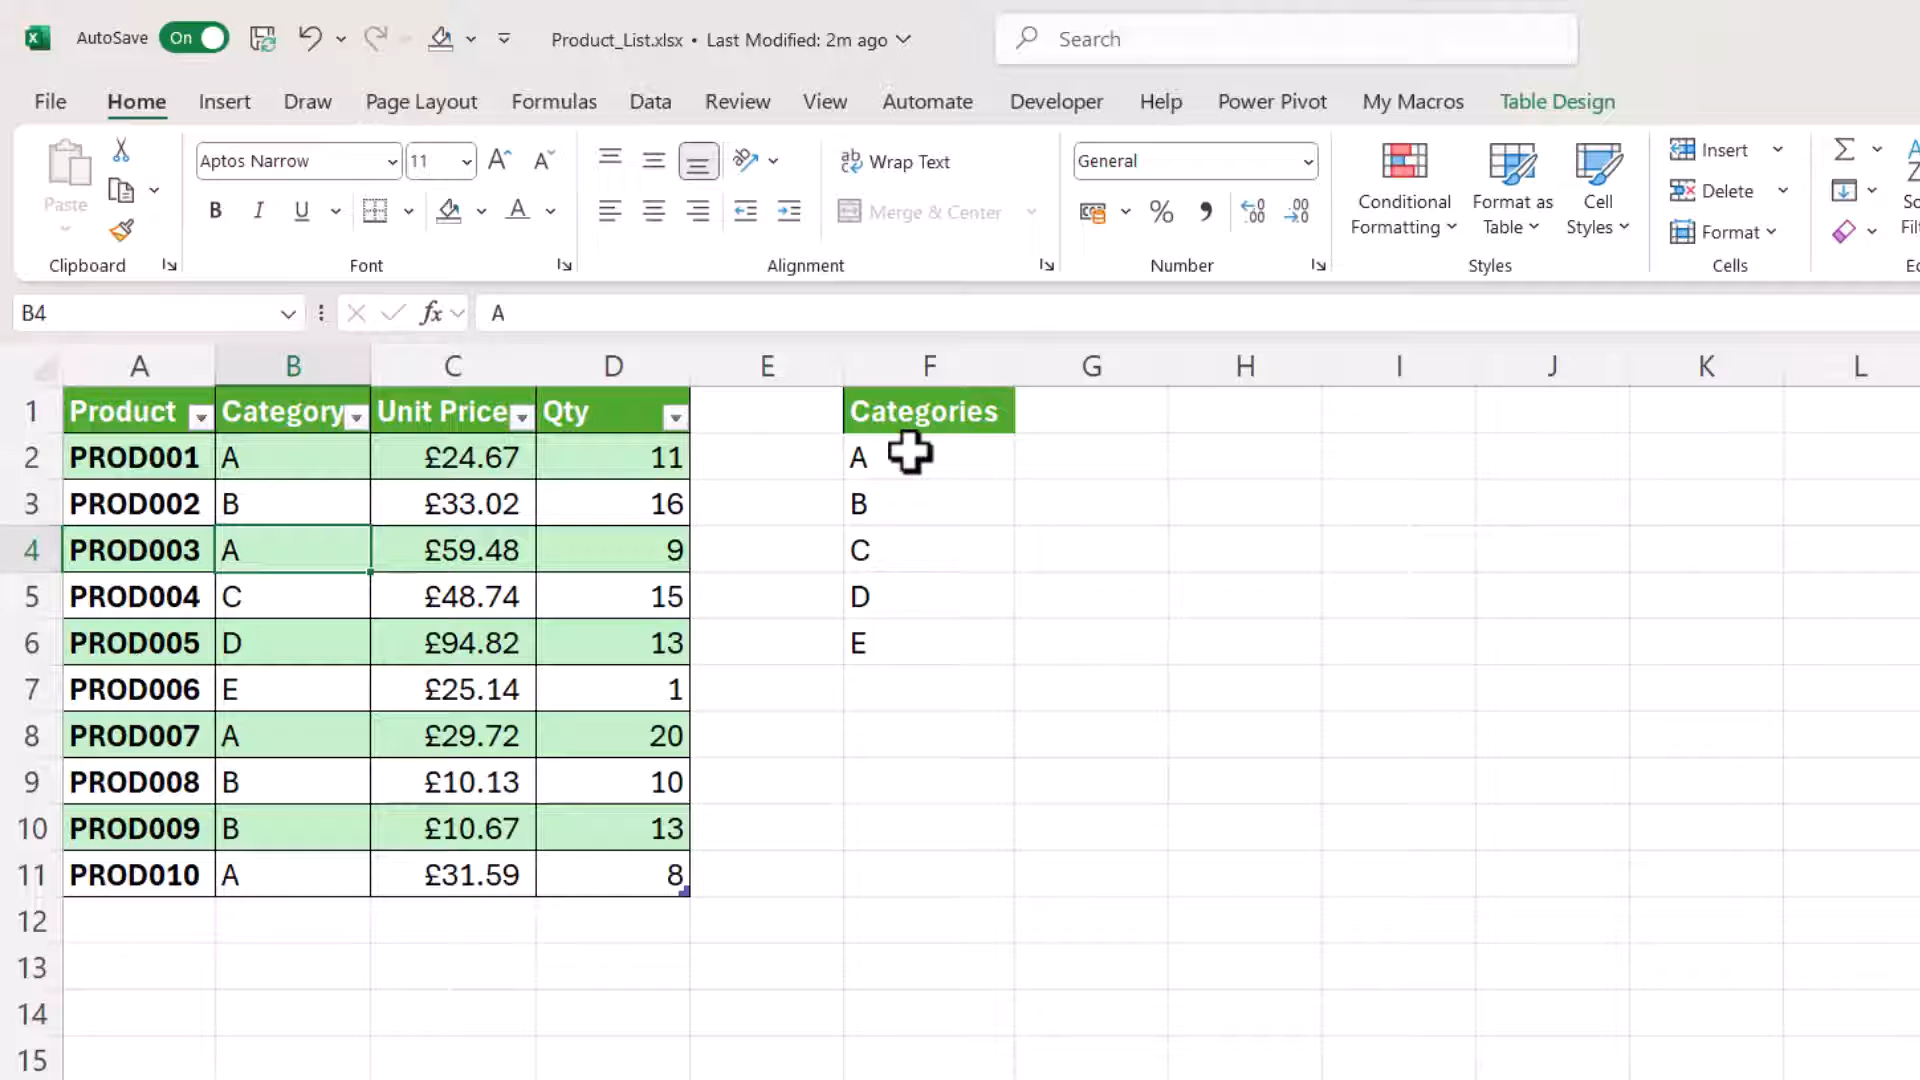 AutoSave On Product_List.xlsx • Last Modified: 2m ago Search
File Home Insert Draw Page Layout Formulas Data Review View Automate Developer Help Power Pivot My Macros Table Design
Paste
Clipboard
Aptos Narrow 11
B I U A
Font
Wrap Text
Merge & Center
Alignment
General
% 
Number
Conditional Formatting
Format as Table
Cell Styles
Styles
Insert
Delete
Format
Cells
B4 fx A
A B C D E F G H I J K L
1 Product Category Unit Price Qty Categories
2 PROD001 A £24.67 11 A
3 PROD002 B £33.02 16 B
4 PROD003 A £59.48 9 C
5 PROD004 C £48.74 15 D
6 PROD005 D £94.82 13 E
7 PROD006 E £25.14 1
8 PROD007 A £29.72 20
9 PROD008 B £10.13 10
10 PROD009 B £10.67 13
11 PROD010 A £31.59 8
12
13
14
15